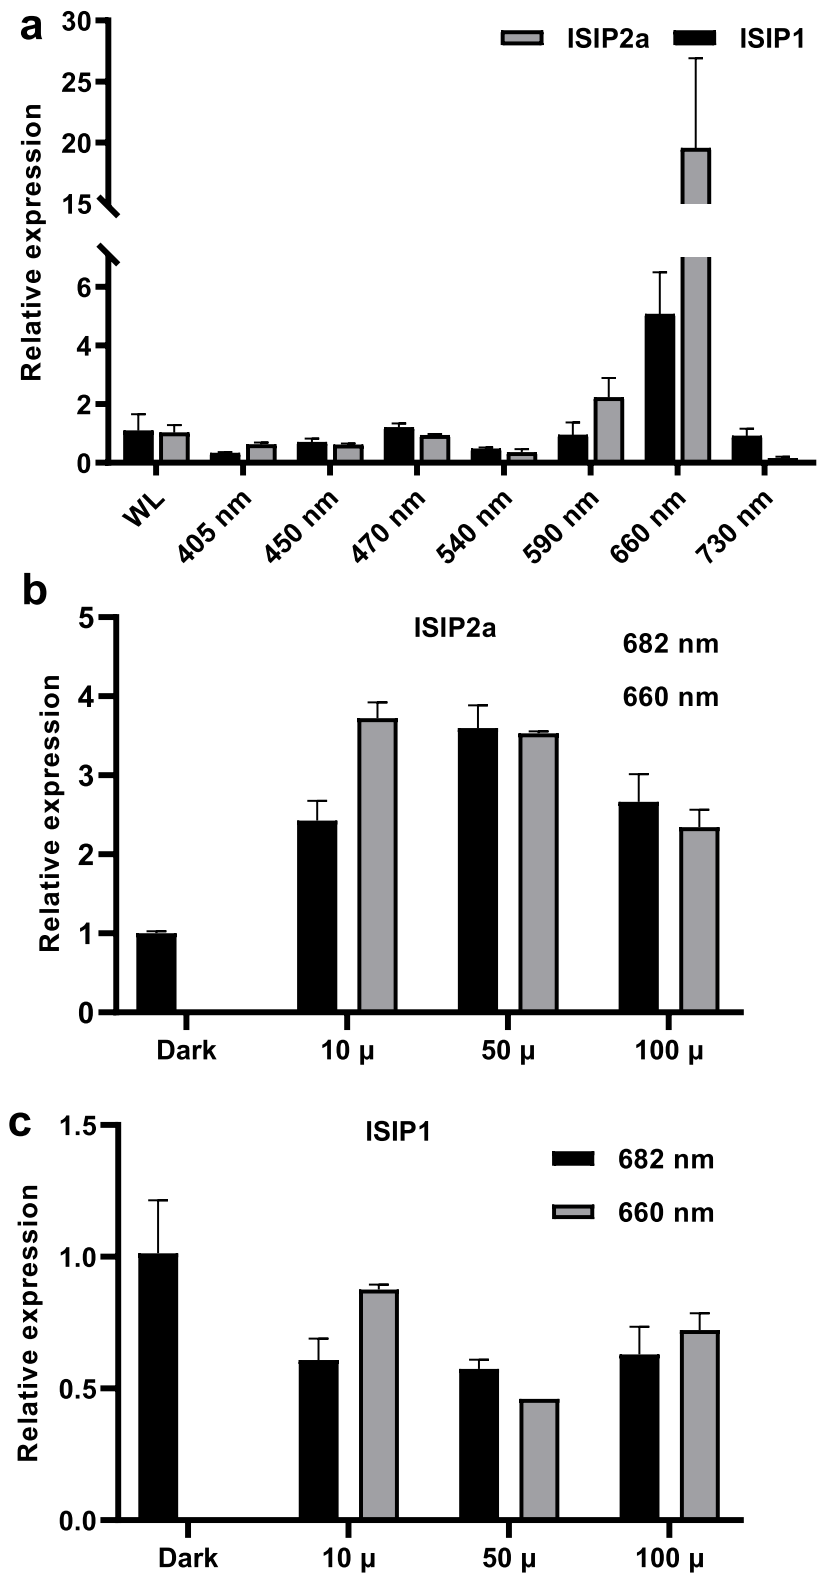 a
ISIP2a ISIP1
Relative expression
30
25
20
15
6
4
2
0
WL 405 nm 450 nm 470 nm 540 nm 590 nm 660 nm 730 nm
b
ISIP2a
682 nm
660 nm
Relative expression
5
4
3
2
1
0
Dark 10 µ 50 µ 100 µ
c
ISIP1
682 nm
660 nm
Relative expression
1.5
1.0
0.5
0.0
Dark 10 µ 50 µ 100 µ